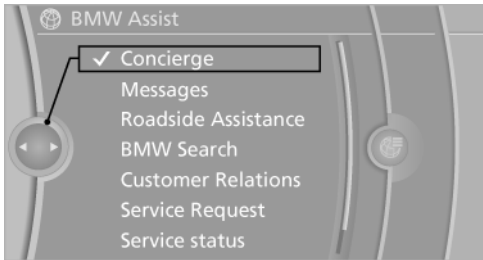 BMW Assist
Concierge
Messages
Roadside Assistance
BMW Search
Customer Relations
Service Request
Service status